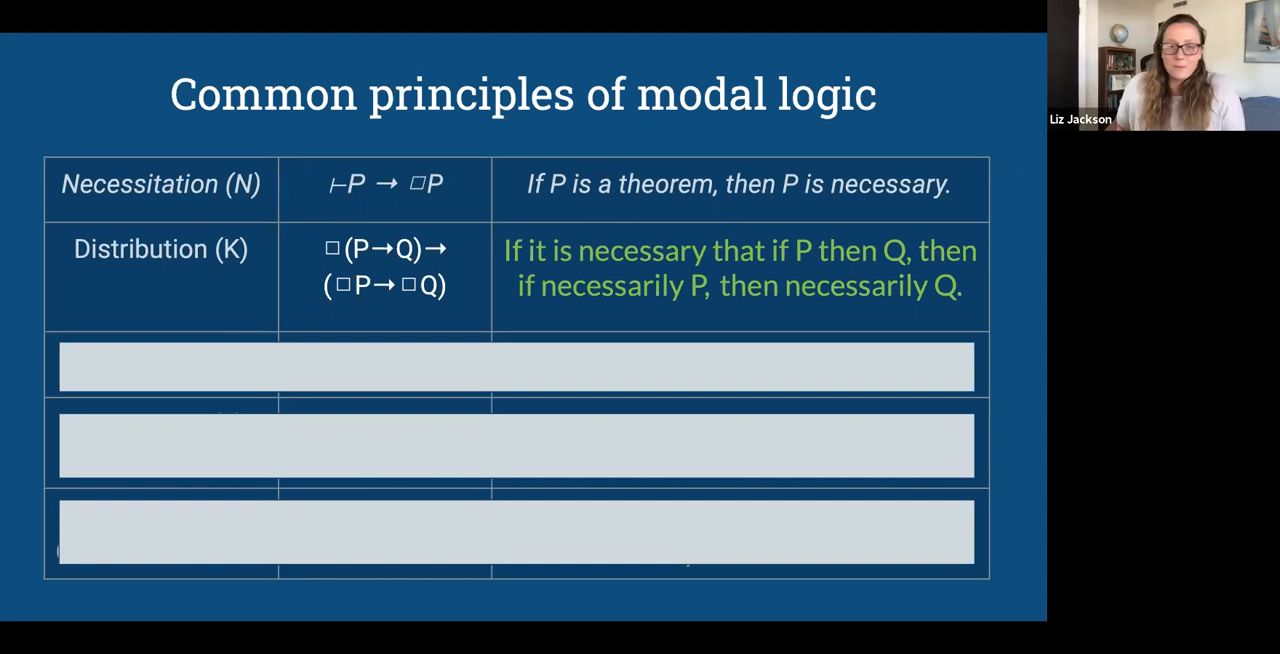 Common principles of modal logic
Necessitation (N)
⊢P → □P
If P is a theorem, then P is necessary.
Distribution (K)
□(P→Q)→
(□P→□Q)
If it is necessary that if P then Q, then
if necessarily P, then necessarily Q.
Liz Jackson